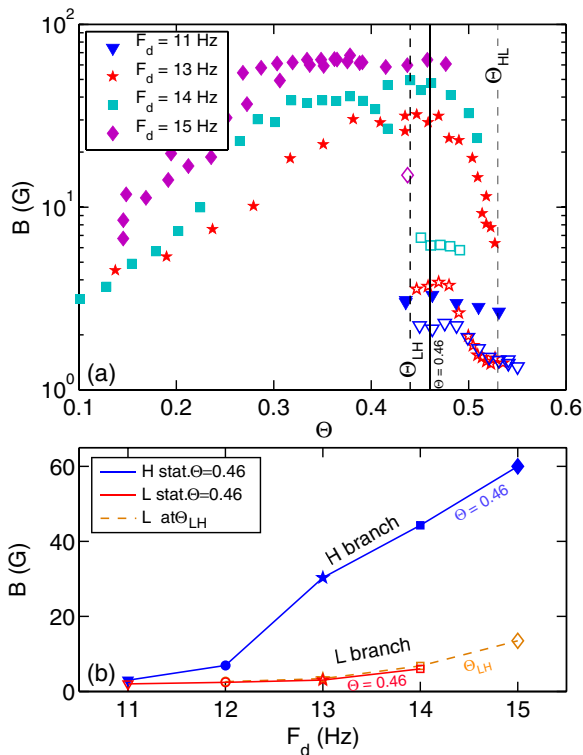 10²
F_d = 11 Hz
F_d = 13 Hz
F_d = 14 Hz
F_d = 15 Hz
Θ_HL
B (G)
10¹
Θ_LH
Θ = 0.46
(a)
10⁰
0.1 0.2 0.3 0.4 0.5 0.6
Θ
60
H stat.Θ=0.46
L stat.Θ=0.46
L atΘ_LH
Θ = 0.46
H branch
40
B (G)
20
L branch
Θ_LH
Θ = 0.46
(b)
0
11 12 13 14 15
F_d (Hz)